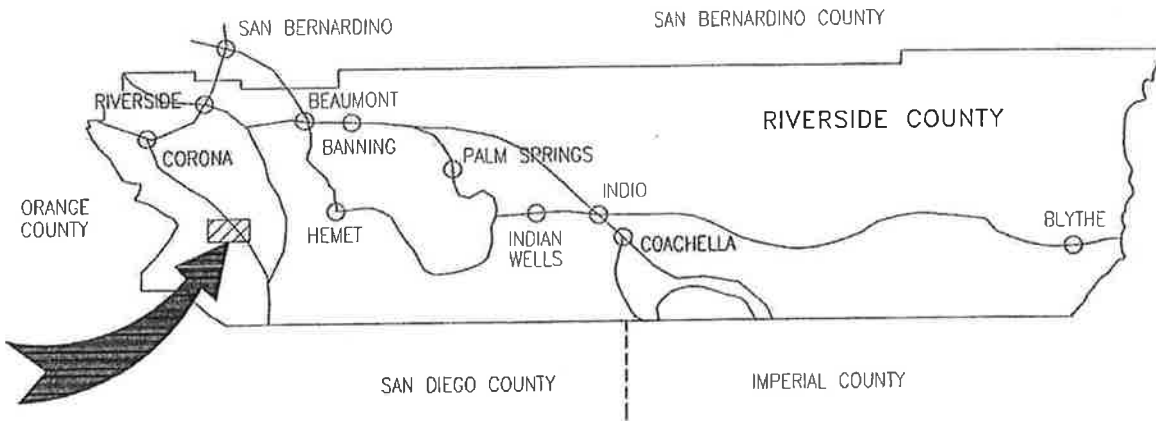 SAN BERNARDINO
SAN BERNARDINO COUNTY
RIVERSIDE
BEAUMONT
RIVERSIDE COUNTY
CORONA
BANNING
PALM SPRINGS
ORANGE
COUNTY
HEMET
INDIAN
WELLS
INDIO
COACHELLA
BLYTHE
SAN DIEGO COUNTY
IMPERIAL COUNTY